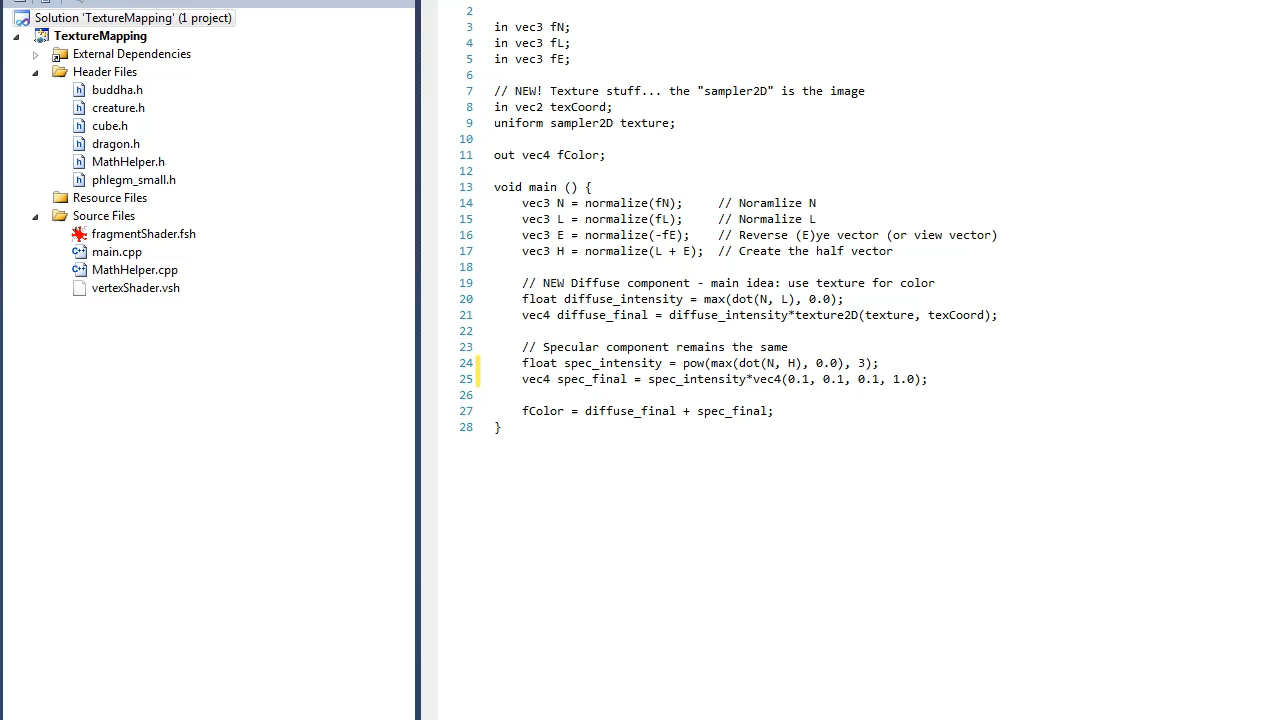 Solution 'TextureMapping' (1 project)
TextureMapping
External Dependencies
Header Files
buddha.h
creature.h
cube.h
dragon.h
MathHelper.h
phlegm_small.h
Resource Files
Source Files
fragmentShader.fsh
main.cpp
MathHelper.cpp
vertexShader.vsh
2
3 in vec3 fN;
4 in vec3 fL;
5 in vec3 fE;
6
7 // NEW! Texture stuff... the "sampler2D" is the image
8 in vec2 texCoord;
9 uniform sampler2D texture;
10
11 out vec4 fColor;
12
13 void main () {
14 vec3 N = normalize(fN); // Noramlize N
15 vec3 L = normalize(fL); // Normalize L
16 vec3 E = normalize(-fE); // Reverse (E)ye vector (or view vector)
17 vec3 H = normalize(L + E); // Create the half vector
18
19 // NEW Diffuse component - main idea: use texture for color
20 float diffuse_intensity = max(dot(N, L), 0.0);
21 vec4 diffuse_final = diffuse_intensity*texture2D(texture, texCoord);
22
23 // Specular component remains the same
24 float spec_intensity = pow(max(dot(N, H), 0.0), 3);
25 vec4 spec_final = spec_intensity*vec4(0.1, 0.1, 0.1, 1.0);
26
27 fColor = diffuse_final + spec_final;
28 }